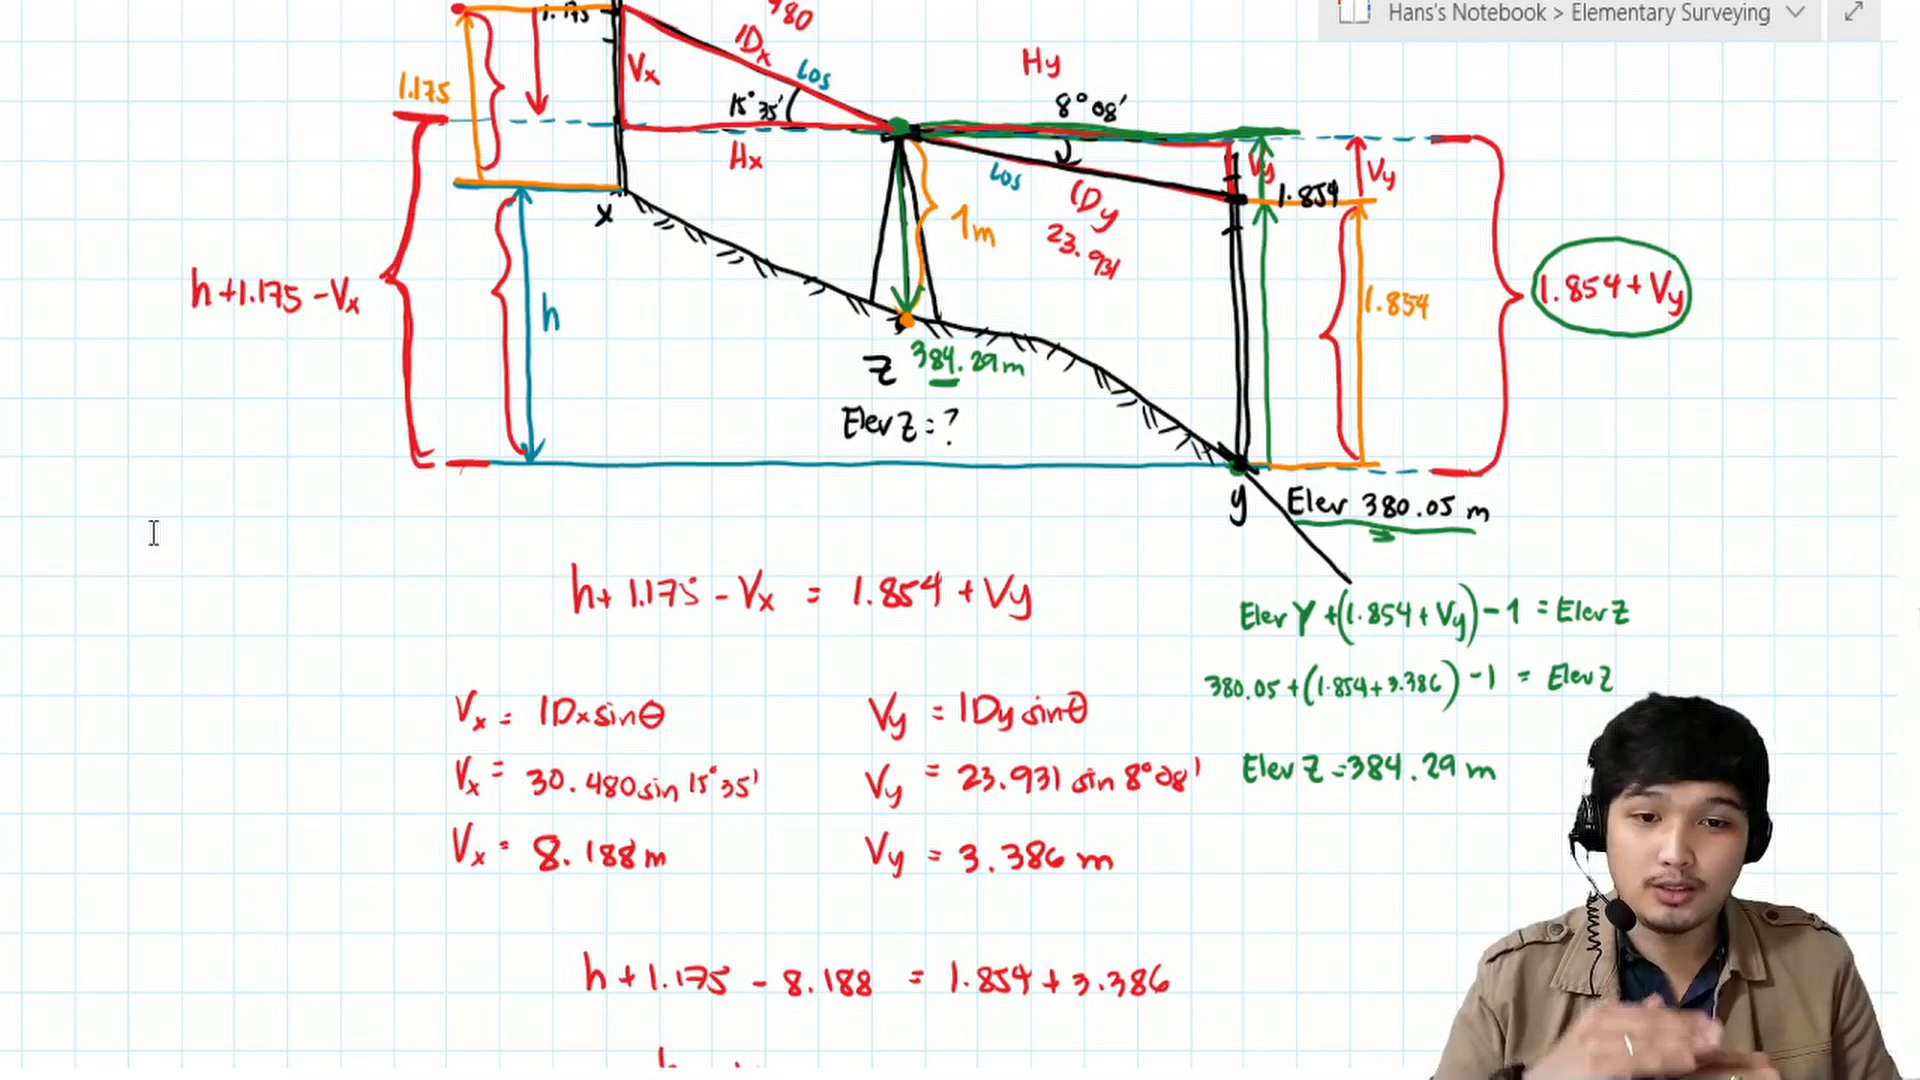 Hans's Notebook > Elementary Surveying
1.175
980
IDx
Los
Vx
Hy
1.175
15°35'
8°08'
Hx
Los
Vy
Vy
1.854
IDy
23.931
1m
x
h+1.175-Vx
h
1.854
1.854+Vy
Z
384.29m
Elev Z=?
y
Elev 380.05 m
h+1.175-Vx = 1.854+Vy
Elev Y+(1.854+Vy)-1 = Elev Z
380.05+(1.854+3.386)-1 = Elev Z
Vx = IDx sinθ
Vy = IDy sinθ
Vx = 30.480 sin 15°35'
Vy = 23.931 sin 8°08'
Elev Z = 384.29 m
Vx = 8.188 m
Vy = 3.386 m
h+1.175-8.188 = 1.854+3.386